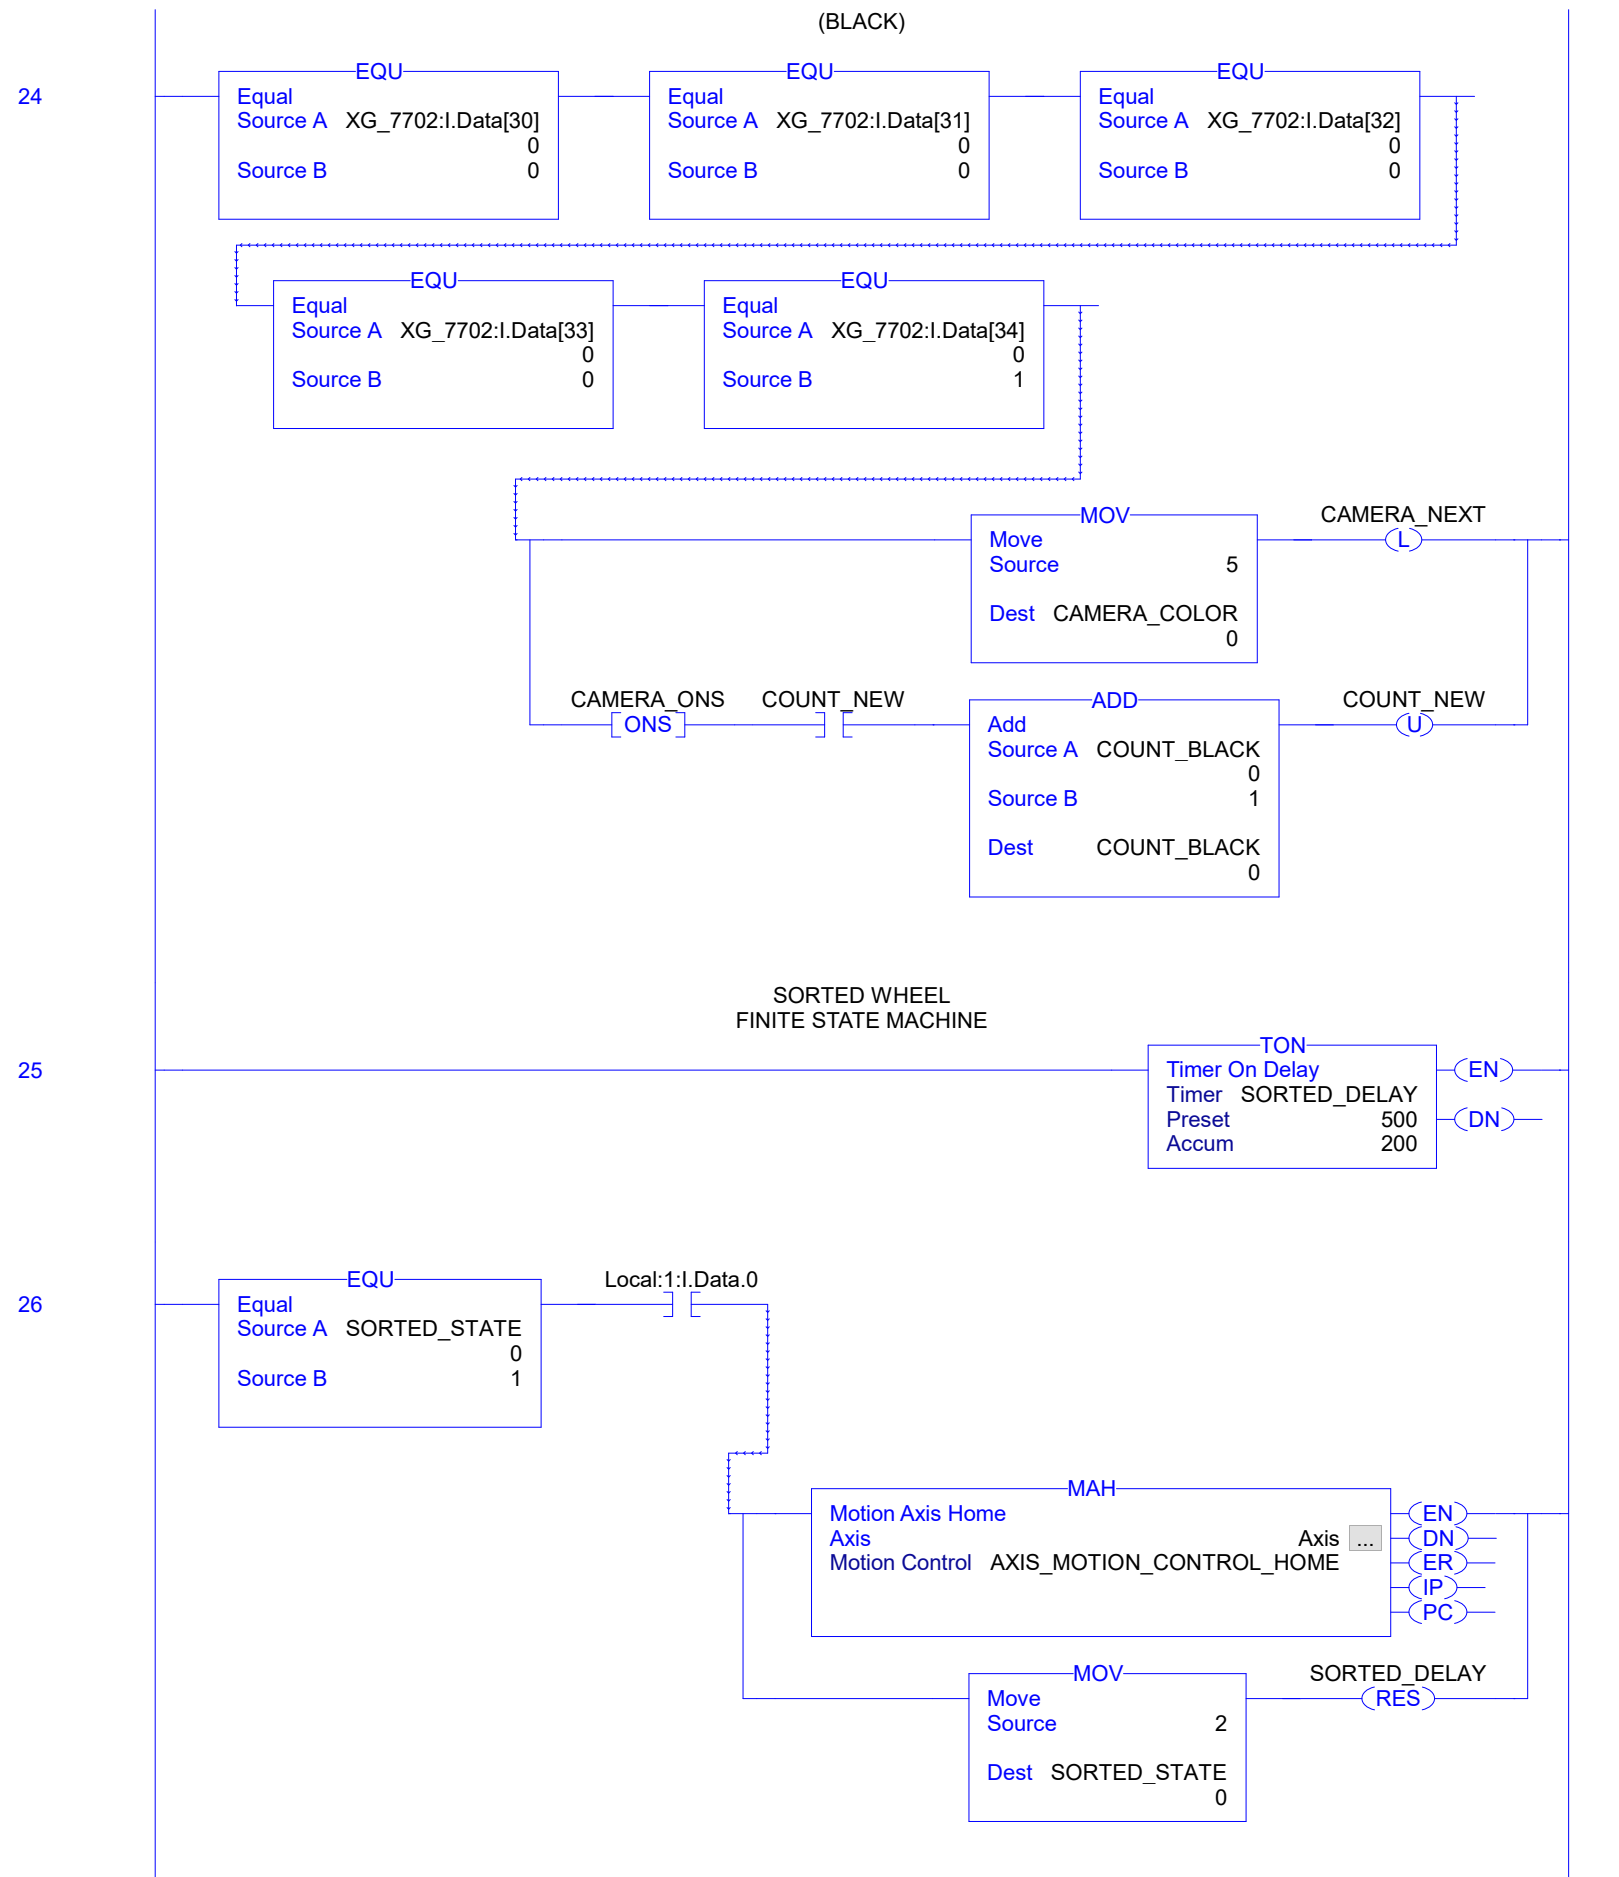 (BLACK)
24
EQU
Equal
Source A XG_7702:I.Data[30]
0
Source B 0
EQU
Equal
Source A XG_7702:I.Data[31]
0
Source B 0
EQU
Equal
Source A XG_7702:I.Data[32]
0
Source B 0
EQU
Equal
Source A XG_7702:I.Data[33]
0
Source B 0
EQU
Equal
Source A XG_7702:I.Data[34]
0
Source B 1
MOV
Move
Source 5
Dest CAMERA_COLOR
0
CAMERA_NEXT
L
CAMERA_ONS
ONS
COUNT_NEW
ADD
Add
Source A COUNT_BLACK
0
Source B 1
Dest COUNT_BLACK
0
COUNT_NEW
U
SORTED WHEEL
FINITE STATE MACHINE
25
TON
Timer On Delay
Timer SORTED_DELAY
Preset 500
Accum 200
EN
DN
26
EQU
Equal
Source A SORTED_STATE
0
Source B 1
Local:1:I.Data.0
MAH
Motion Axis Home
Axis Axis ...
Motion Control AXIS_MOTION_CONTROL_HOME
EN
DN
ER
IP
PC
MOV
Move
Source 2
Dest SORTED_STATE
0
SORTED_DELAY
RES